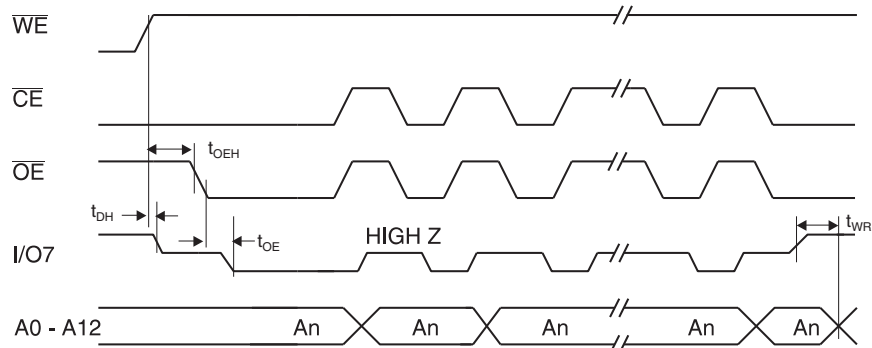 WE
CE
tOEH
OE
tDH
tOE
HIGH Z
tWR
I/O7
A0 - A12 An An An An An